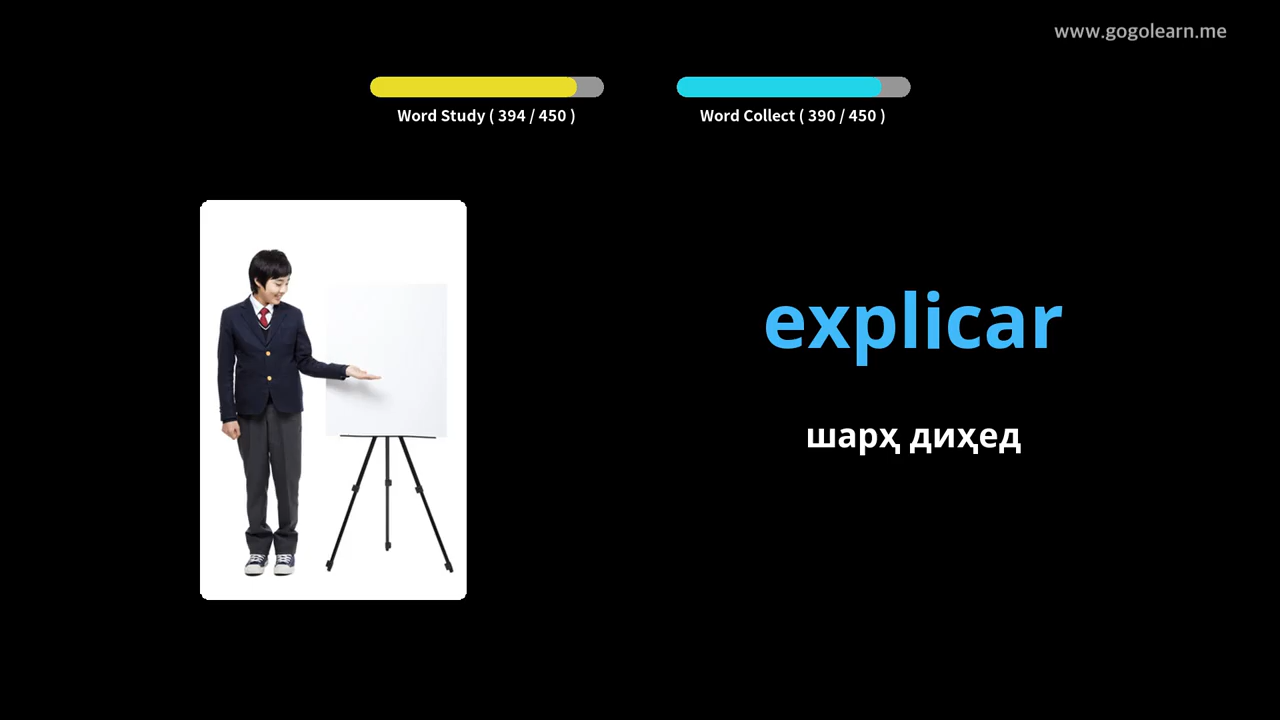 www.gogolearn.me
Word Study ( 394 / 450 )
Word Collect ( 390 / 450 )
explicar
шарҳ диҳед